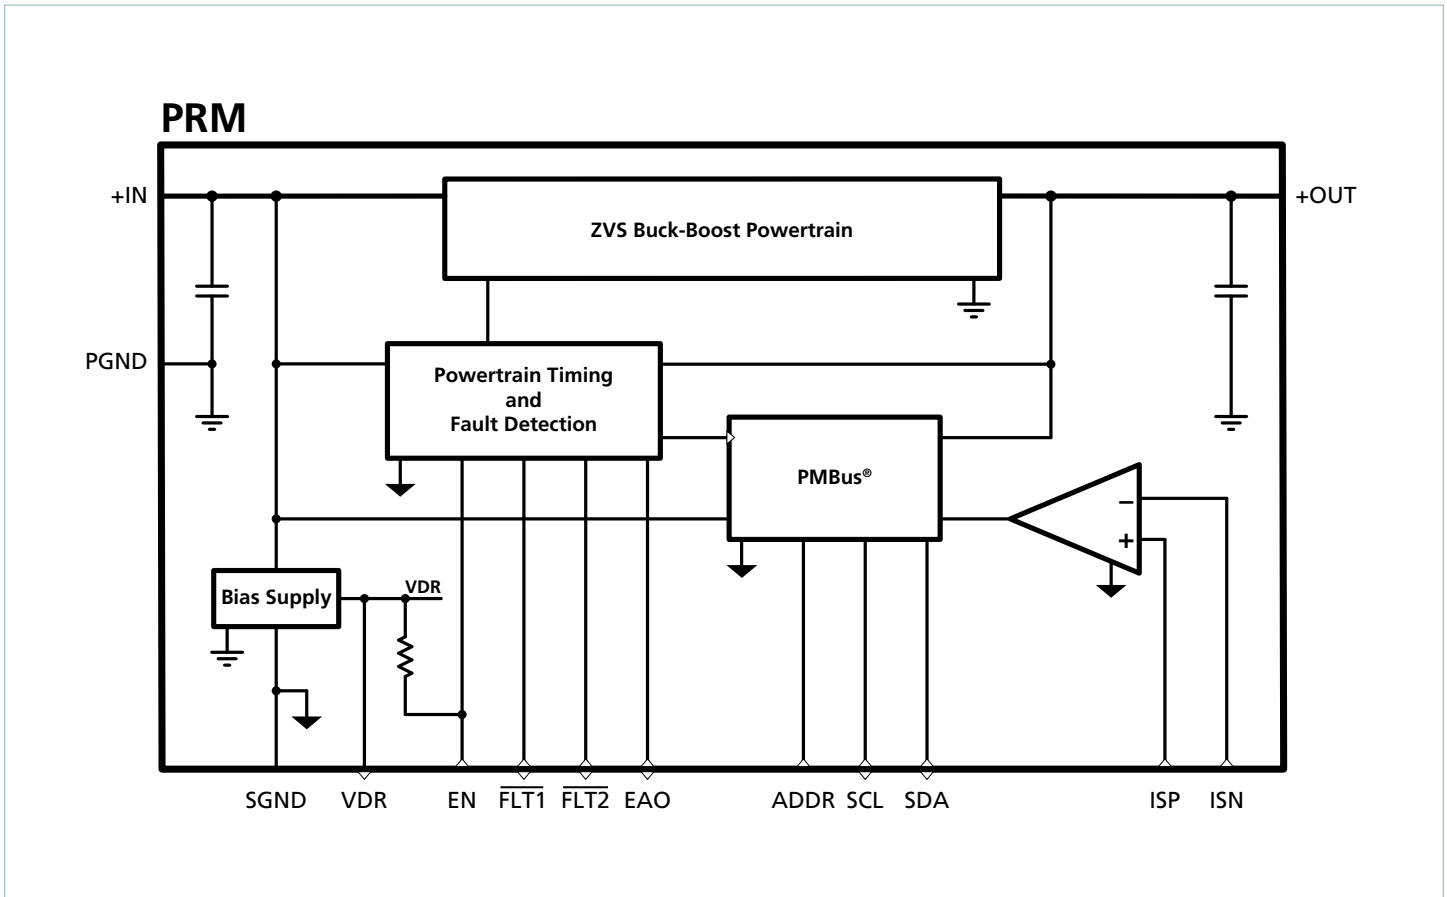 PRM
+IN
+OUT
ZVS Buck-Boost Powertrain
PGND
Powertrain Timing
and
Fault Detection
PMBus®
−
+
Bias Supply
VDR
SGND VDR EN FLT1 FLT2 EAO ADDR SCL SDA ISP ISN